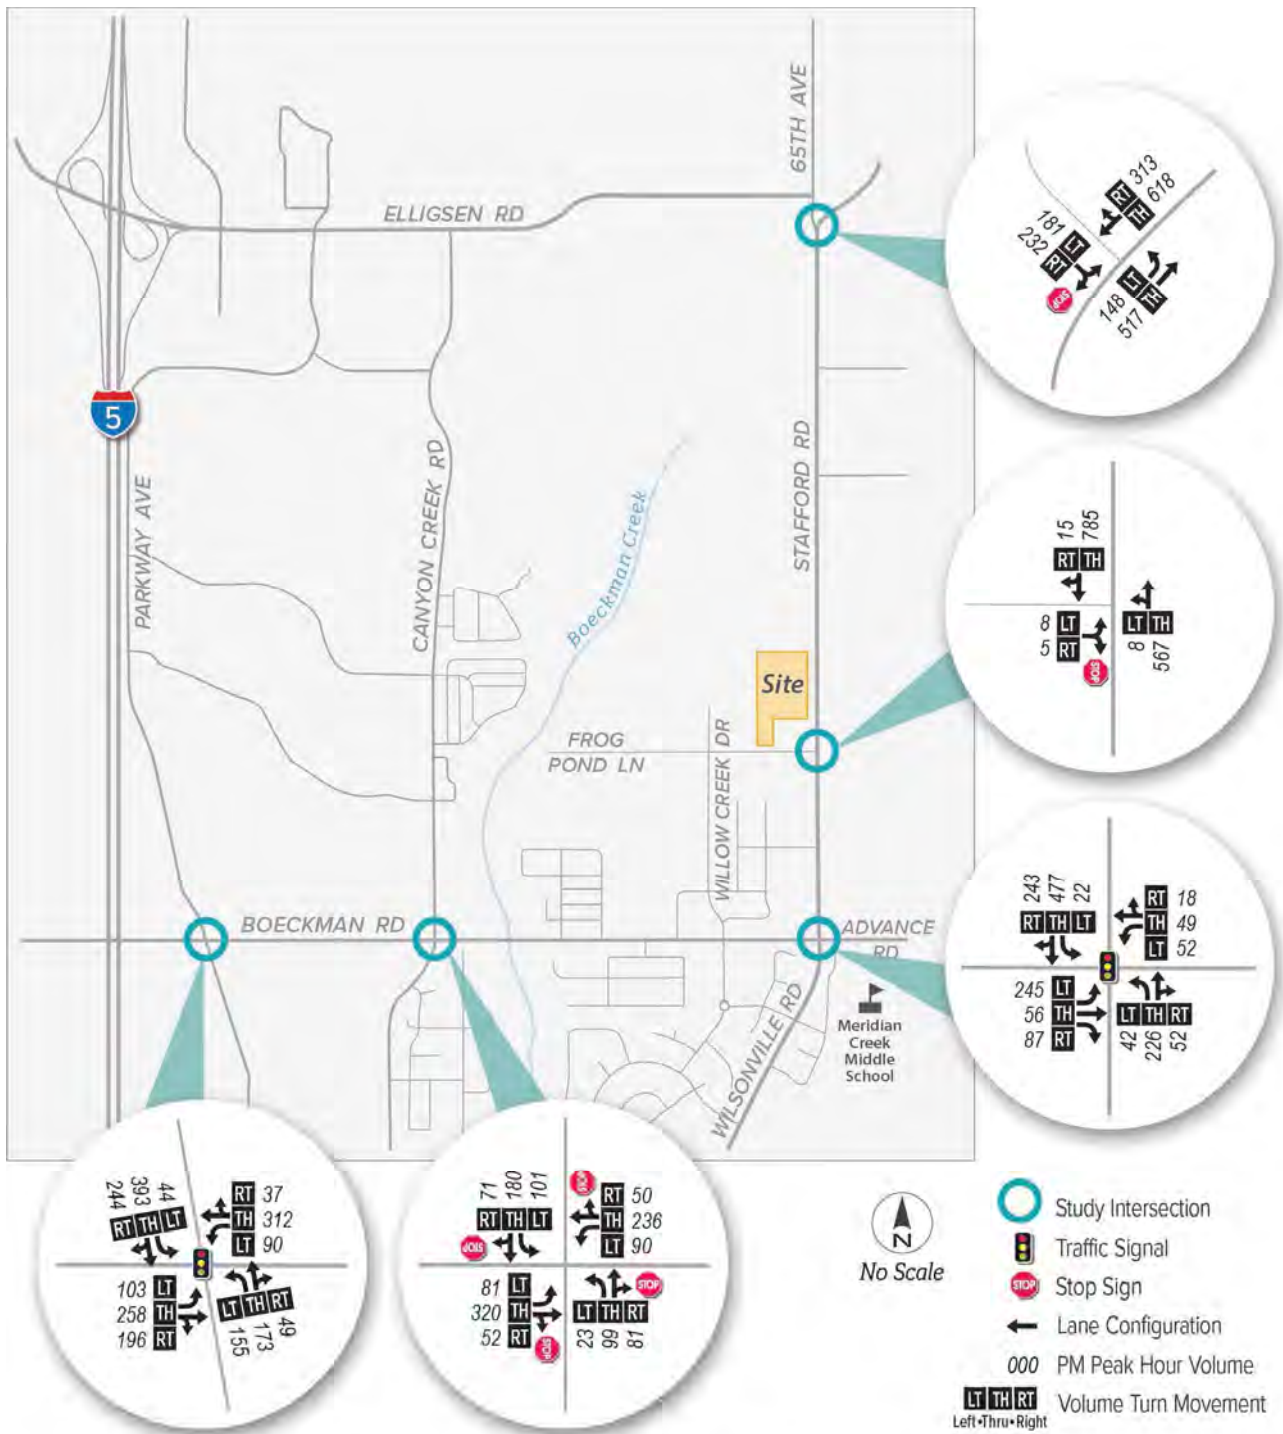 65TH AVE
ELLIGSEN RD
5
PARKWAY AVE
CANYON CREEK RD
Boeckman Creek
STAFFORD RD
Site
FROG
POND LN
WILLOW CREEK DR
BOECKMAN RD
ADVANCE
RD
WILSONVILLE RD
Meridian
Creek
Middle
School
RT 313
TH 618
181 LT
232 RT
STOP
148 LT
517 TH
15 785
RT TH
8 LT
5 RT
STOP
LT TH
8 567
243 477 22
RT TH LT
RT 18
TH 49
LT 52
245 LT
56 TH
87 RT
LT TH RT
42 226 52
244 393 44
RT TH LT
RT 37
TH 312
LT 90
103 LT
258 TH
196 RT
LT TH RT
155 173 49
71 180 101
RT TH LT
STOP
STOP
RT 50
TH 236
LT 90
81 LT
320 TH
52 RT
STOP
STOP
LT TH RT
23 99 81
N
No Scale
Study Intersection
Traffic Signal
STOP Stop Sign
Lane Configuration
000 PM Peak Hour Volume
LT TH RT Volume Turn Movement
Left•Thru•Right